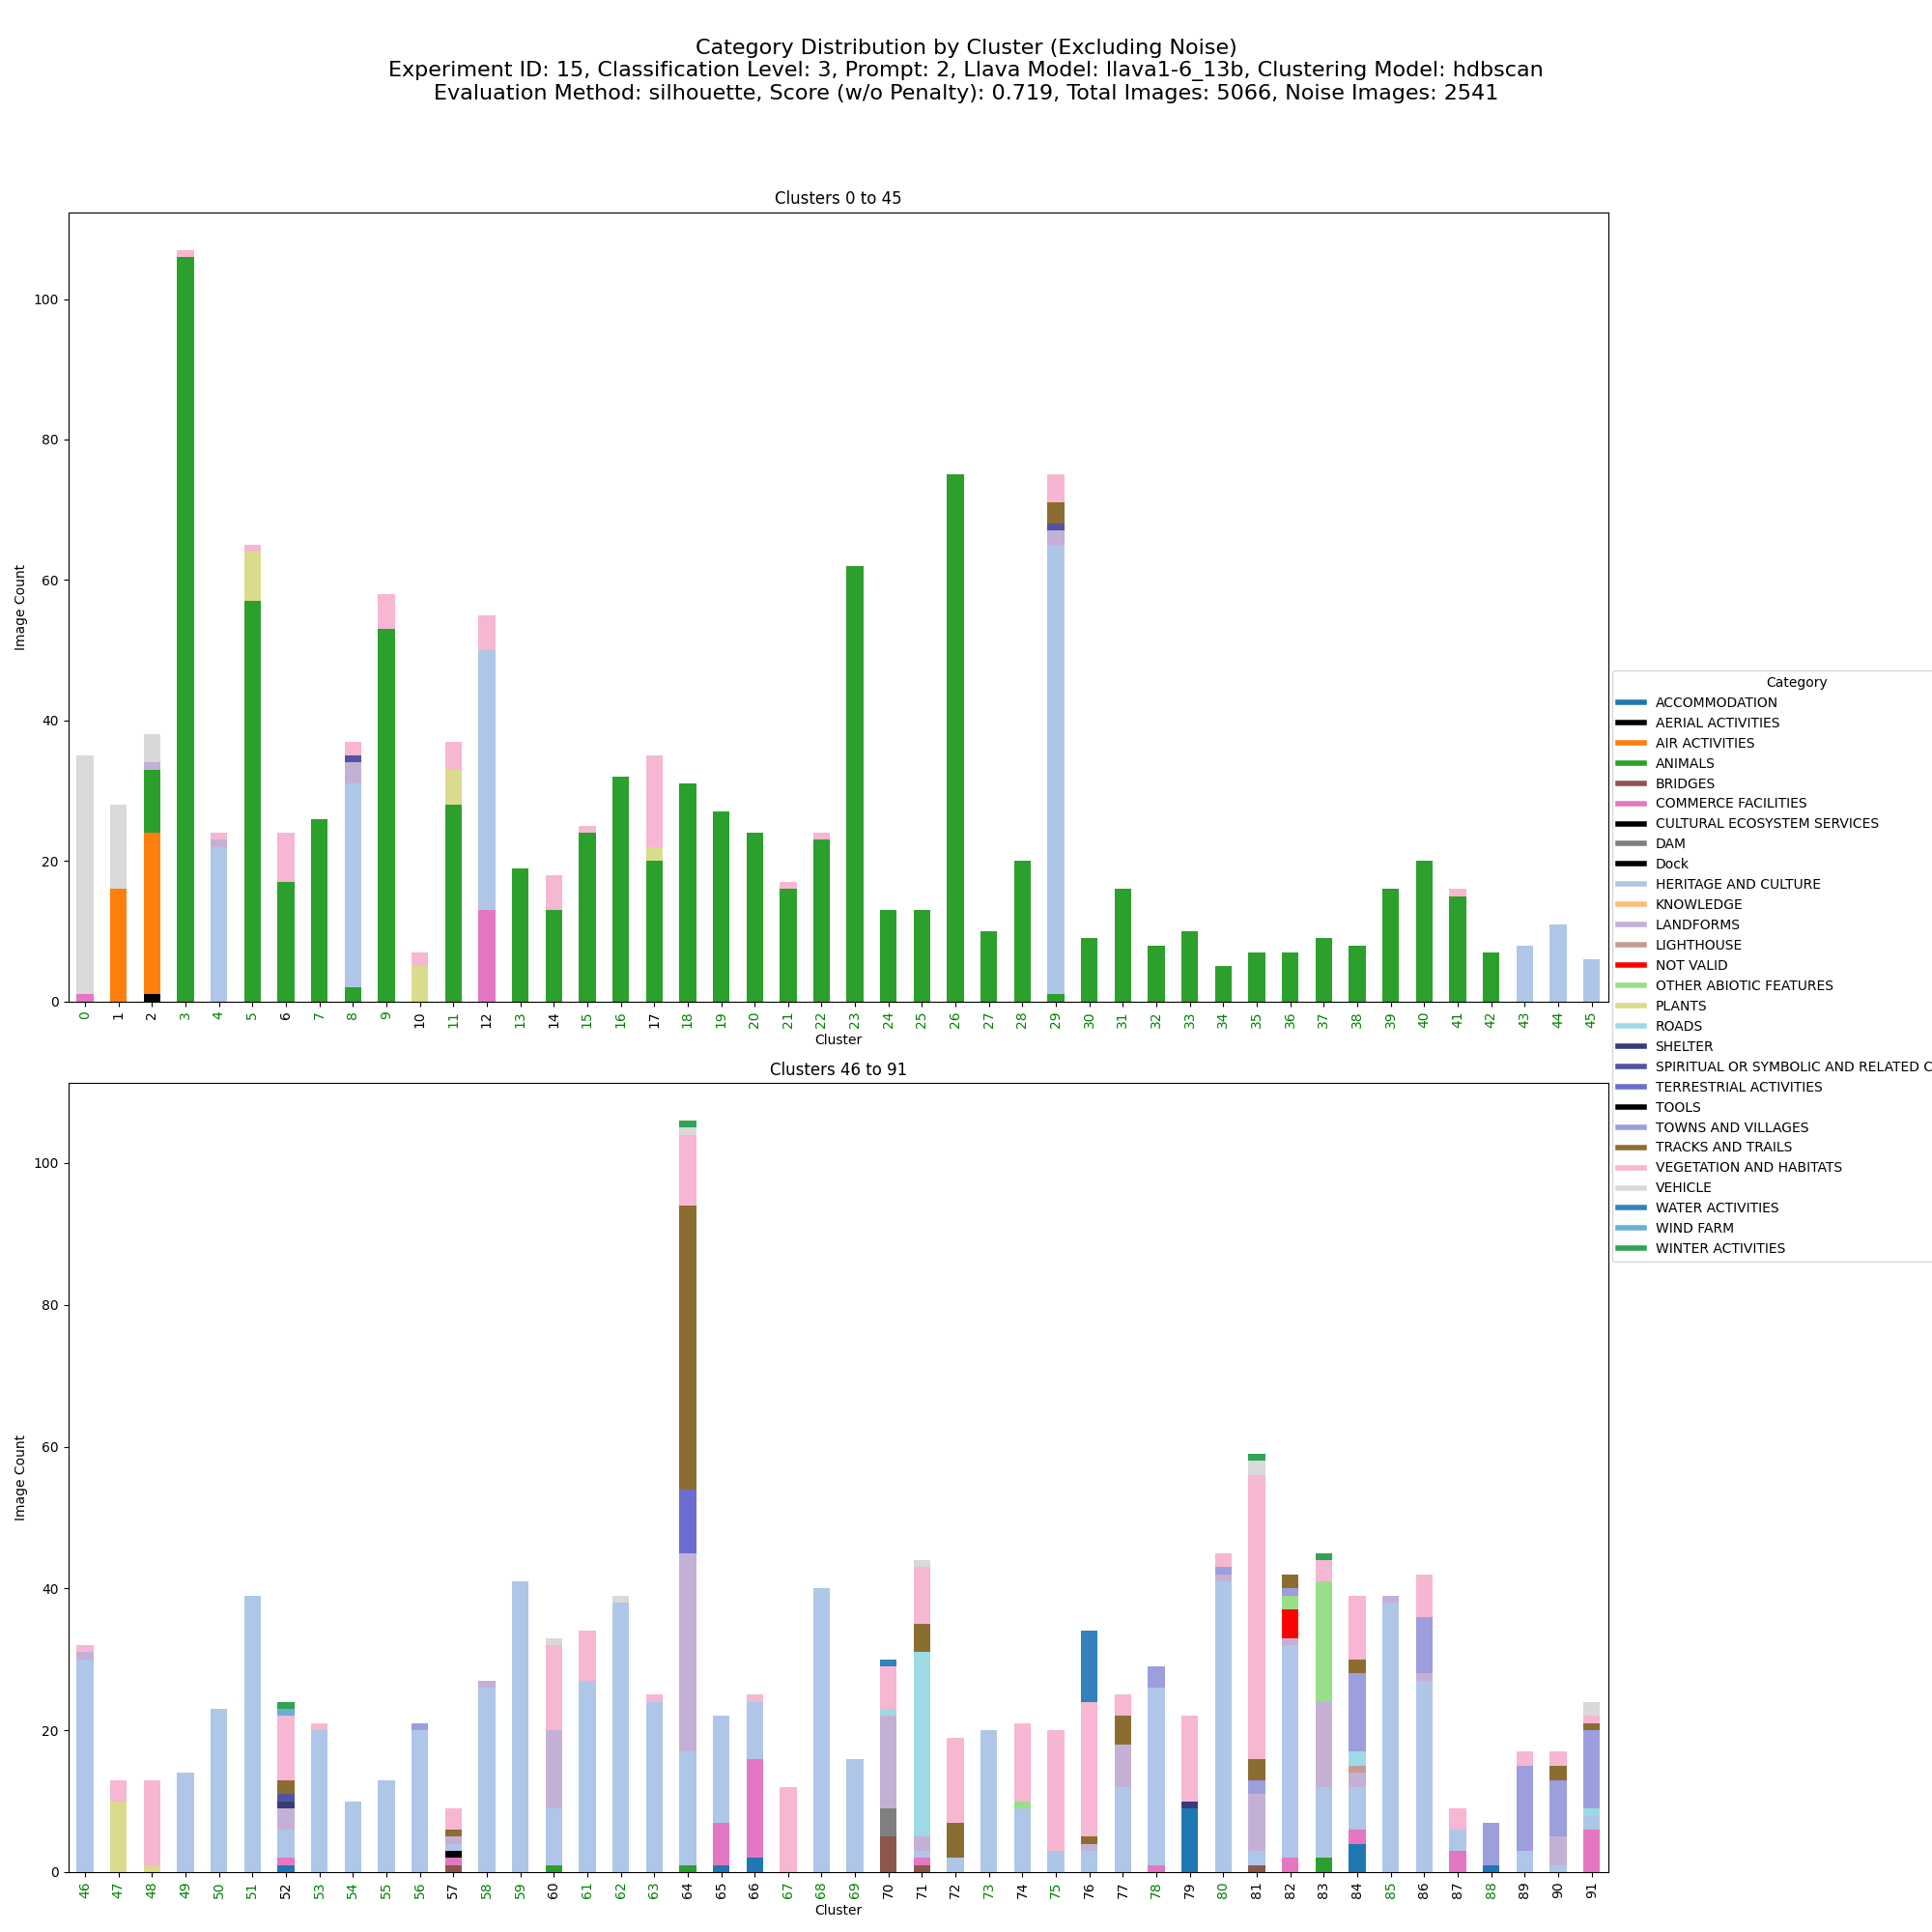 Category Distribution by Cluster (Excluding Noise)
Experiment ID: 15, Classification Level: 3, Prompt: 2, Llava Model: llava1-6_13b, Clustering Model: hdbscan
Evaluation Method: silhouette, Score (w/o Penalty): 0.719, Total Images: 5066, Noise Images: 2541
Clusters 0 to 45
100
80
60
40
20
0
Image Count
0 1 2 3 4 5 6 7 8 9 10 11 12 13 14 15 16 17 18 19 20 21 22 23 24 25 26 27 28 29 30 31 32 33 34 35 36 37 38 39 40 41 42 43 44 45
Cluster
Category
ACCOMMODATION
AERIAL ACTIVITIES
AIR ACTIVITIES
ANIMALS
BRIDGES
COMMERCE FACILITIES
CULTURAL ECOSYSTEM SERVICES
DAM
Dock
HERITAGE AND CULTURE
KNOWLEDGE
LANDFORMS
LIGHTHOUSE
NOT VALID
OTHER ABIOTIC FEATURES
PLANTS
ROADS
SHELTER
SPIRITUAL OR SYMBOLIC AND RELATED C
TERRESTRIAL ACTIVITIES
TOOLS
TOWNS AND VILLAGES
TRACKS AND TRAILS
VEGETATION AND HABITATS
VEHICLE
WATER ACTIVITIES
WIND FARM
WINTER ACTIVITIES
Clusters 46 to 91
100
80
60
40
20
0
Image Count
46 47 48 49 50 51 52 53 54 55 56 57 58 59 60 61 62 63 64 65 66 67 68 69 70 71 72 73 74 75 76 77 78 79 80 81 82 83 84 85 86 87 88 89 90 91
Cluster